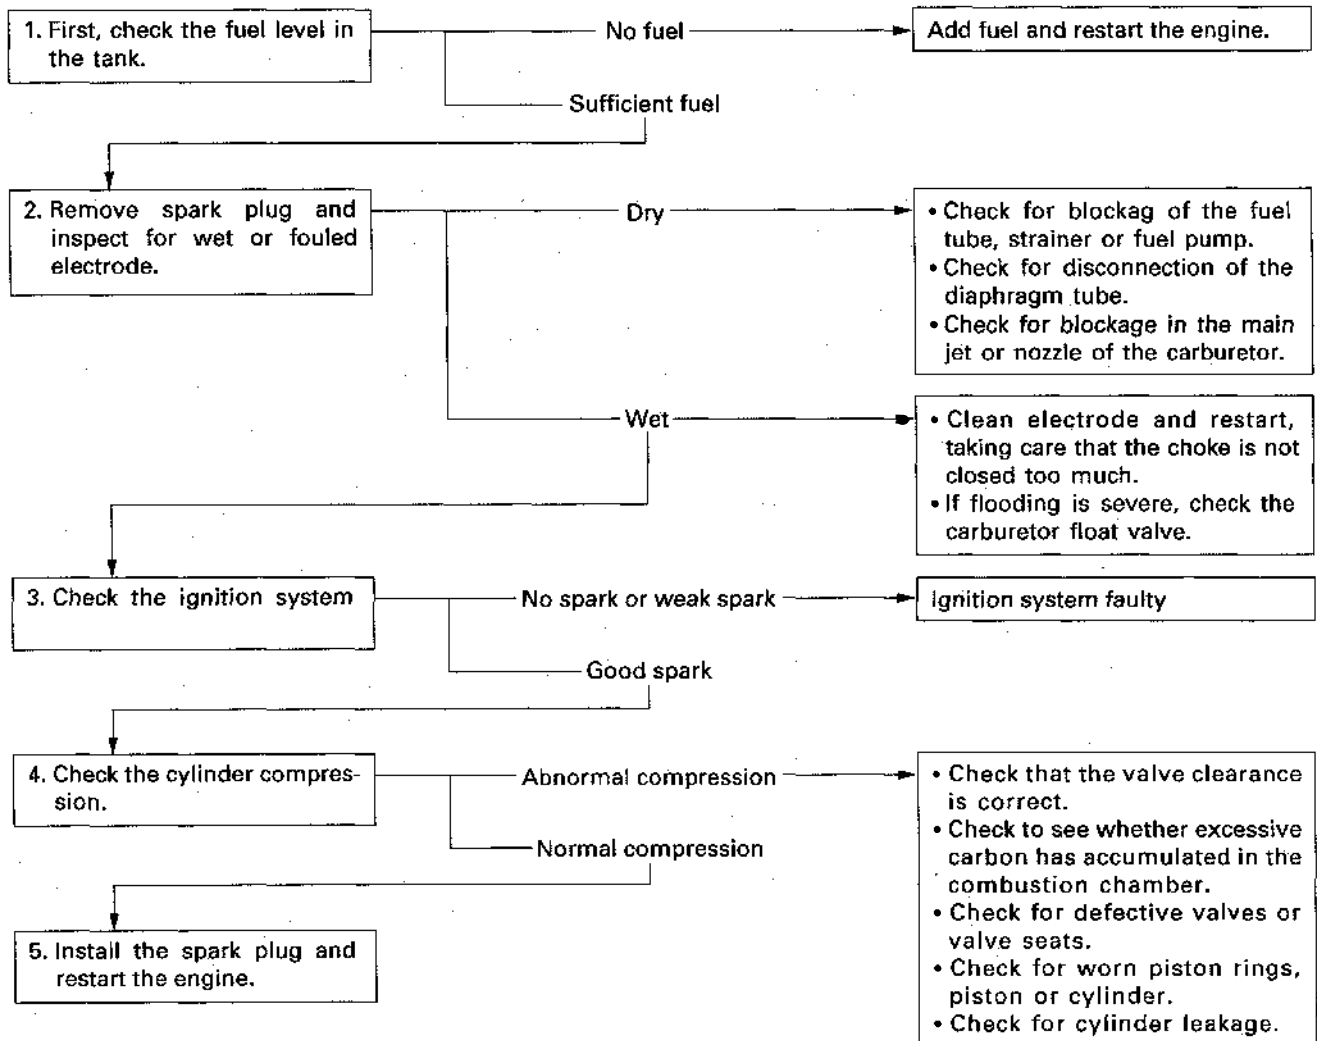 1. First, check the fuel level in
the tank.
No fuel
Add fuel and restart the engine.
Sufficient fuel
2. Remove spark plug and
inspect for wet or fouled
electrode.
Dry
• Check for blockag of the fuel
tube, strainer or fuel pump.
• Check for disconnection of the
diaphragm tube.
• Check for blockage in the main
jet or nozzle of the carburetor.
Wet
• Clean electrode and restart,
taking care that the choke is not
closed too much.
• If flooding is severe, check the
carburetor float valve.
3. Check the ignition system
No spark or weak spark
Ignition system faulty
Good spark
4. Check the cylinder compres-
sion.
Abnormal compression
• Check that the valve clearance
is correct.
• Check to see whether excessive
carbon has accumulated in the
combustion chamber.
• Check for defective valves or
valve seats.
• Check for worn piston rings,
piston or cylinder.
• Check for cylinder leakage.
Normal compression
5. Install the spark plug and
restart the engine.